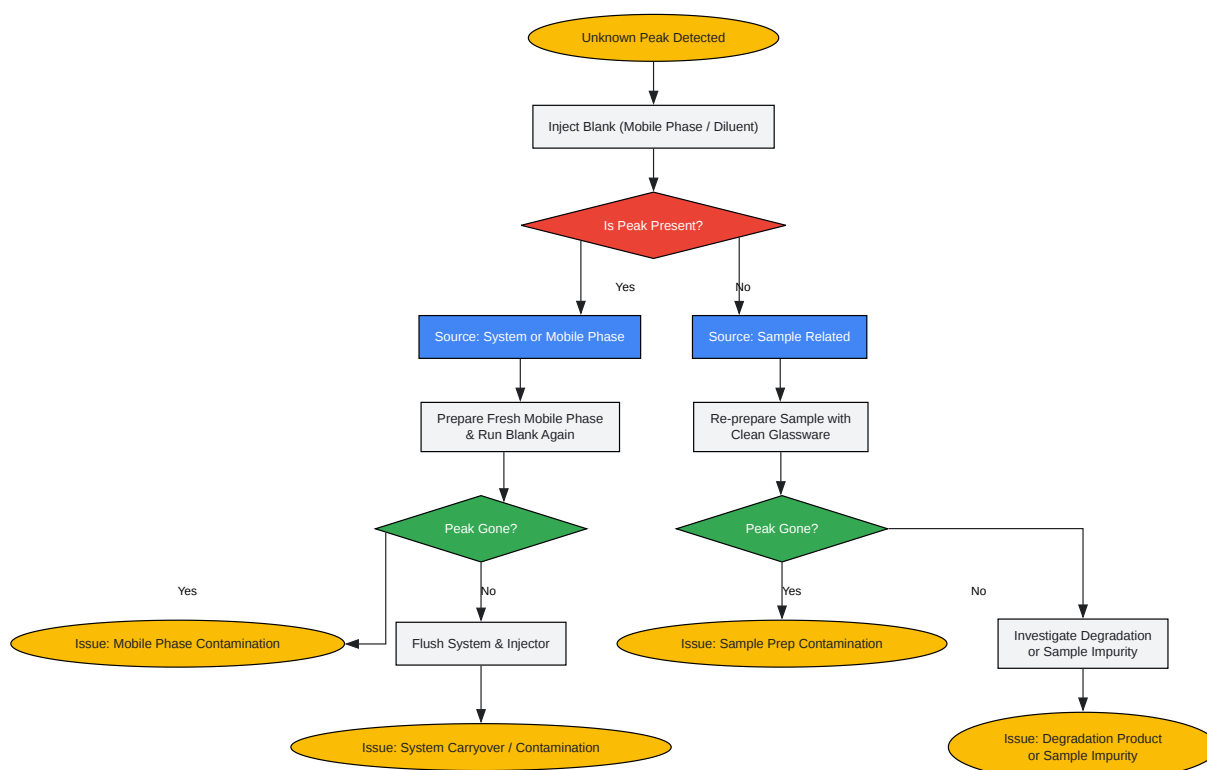 Unknown Peak Detected
Inject Blank (Mobile Phase / Diluent)
Is Peak Present?
Yes
No
Source: System or Mobile Phase
Source: Sample Related
Prepare Fresh Mobile Phase
& Run Blank Again
Re-prepare Sample with
Clean Glassware
Peak Gone?
Peak Gone?
Yes
No
Yes
No
Issue: Mobile Phase Contamination
Flush System & Injector
Issue: Sample Prep Contamination
Investigate Degradation
or Sample Impurity
Issue: System Carryover / Contamination
Issue: Degradation Product
or Sample Impurity